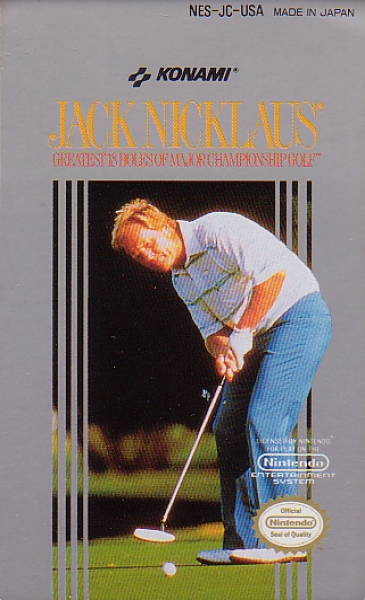 NES-JC-USA MADE IN JAPAN
KONAMI®
JACK NICKLAUS®
GREATEST 18 HOLES OF MAJOR CHAMPIONSHIP GOLF™
LICENSED BY NINTENDO®
FOR PLAY ON THE
Nintendo
ENTERTAINMENT
SYSTEM
Official
Nintendo
Seal of Quality